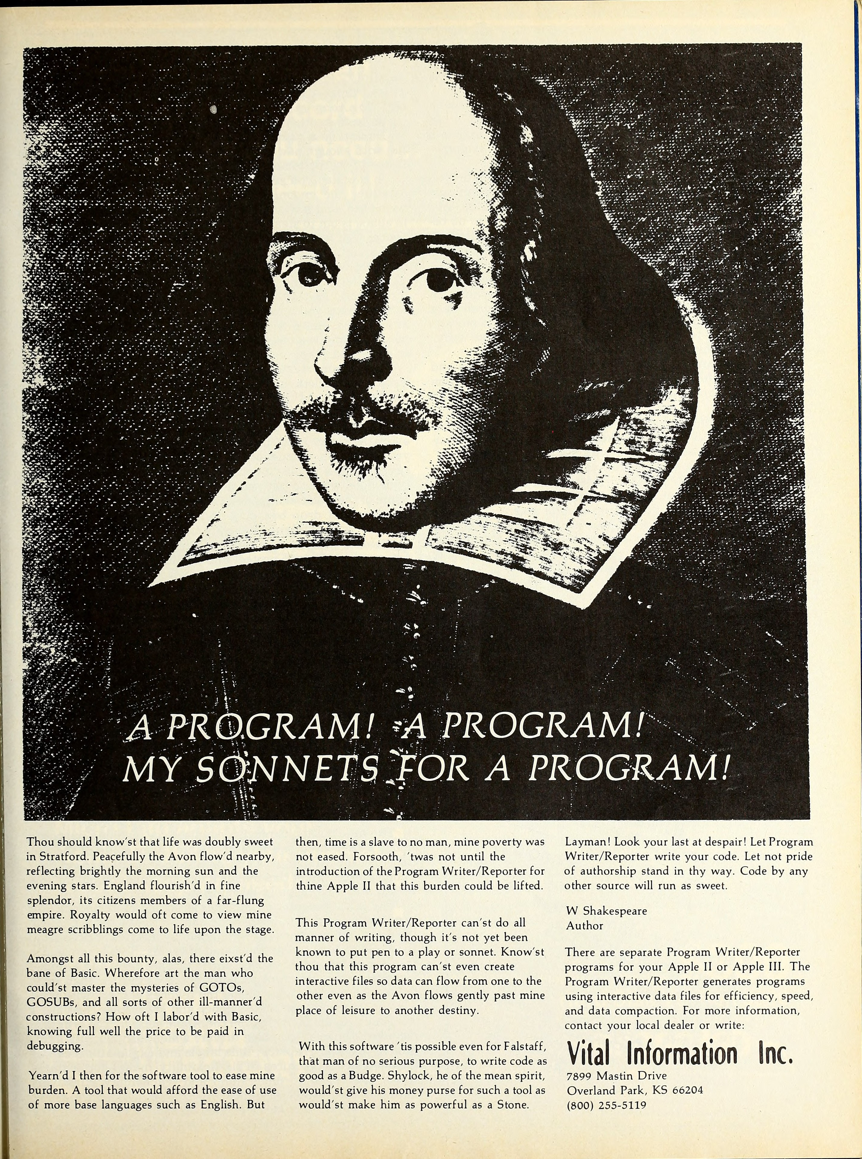 A PROGRAM! A PROGRAM!
MY SONNETS FOR A PROGRAM!
Thou should know'st that life was doubly sweet
in Stratford. Peacefully the Avon flow'd nearby,
reflecting brightly the morning sun and the
evening stars. England flourish'd in fine
splendor, its citizens members of a far-flung
empire. Royalty would oft come to view mine
meagre scribblings come to life upon the stage.
Amongst all this bounty, alas, there eixst'd the
bane of Basic. Wherefore art the man who
could'st master the mysteries of GOTOs,
GOSUBs, and all sorts of other ill-manner'd
constructions? How oft I labor'd with Basic,
knowing full well the price to be paid in
debugging.
Yearn'd I then for the software tool to ease mine
burden. A tool that would afford the ease of use
of more base languages such as English. But
then, time is a slave to no man, mine poverty was
not eased. Forsooth, 'twas not until the
introduction of the Program Writer/Reporter for
thine Apple II that this burden could be lifted.
This Program Writer/Reporter can'st do all
manner of writing, though it's not yet been
known to put pen to a play or sonnet. Know'st
thou that this program can'st even create
interactive files so data can flow from one to the
other even as the Avon flows gently past mine
place of leisure to another destiny.
With this software 'tis possible even for Falstaff,
that man of no serious purpose, to write code as
good as a Budge. Shylock, he of the mean spirit,
would'st give his money purse for such a tool as
would'st make him as powerful as a Stone.
Layman! Look your last at despair! Let Program
Writer/Reporter write your code. Let not pride
of authorship stand in thy way. Code by any
other source will run as sweet.
W Shakespeare
Author
There are separate Program Writer/Reporter
programs for your Apple II or Apple III. The
Program Writer/Reporter generates programs
using interactive data files for efficiency, speed,
and data compaction. For more information,
contact your local dealer or write:
Vital Information Inc.
7899 Mastin Drive
Overland Park, KS 66204
(800) 255-5119